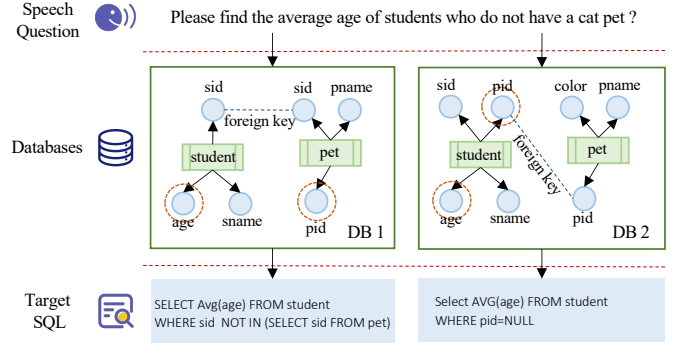 Speech
Question
Please find the average age of students who do not have a cat pet ?
Databases
sid
sid
pname
foreign key
student
pet
age
sname
pid
DB 1
sid
pid
color
pname
student
foreign key
pet
age
sname
pid
DB 2
Target
SQL
SELECT Avg(age) FROM student
WHERE sid NOT IN (SELECT sid FROM pet)
Select AVG(age) FROM student
WHERE pid=NULL